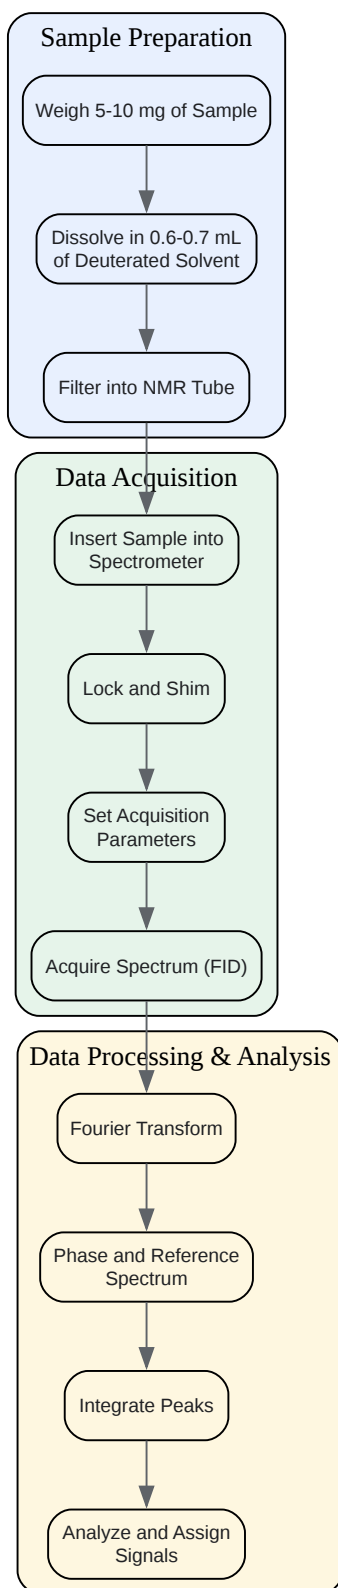 Sample Preparation
Weigh 5-10 mg of Sample
Dissolve in 0.6-0.7 mL
of Deuterated Solvent
Filter into NMR Tube
Data Acquisition
Insert Sample into
Spectrometer
Lock and Shim
Set Acquisition
Parameters
Acquire Spectrum (FID)
Data Processing & Analysis
Fourier Transform
Phase and Reference
Spectrum
Integrate Peaks
Analyze and Assign
Signals